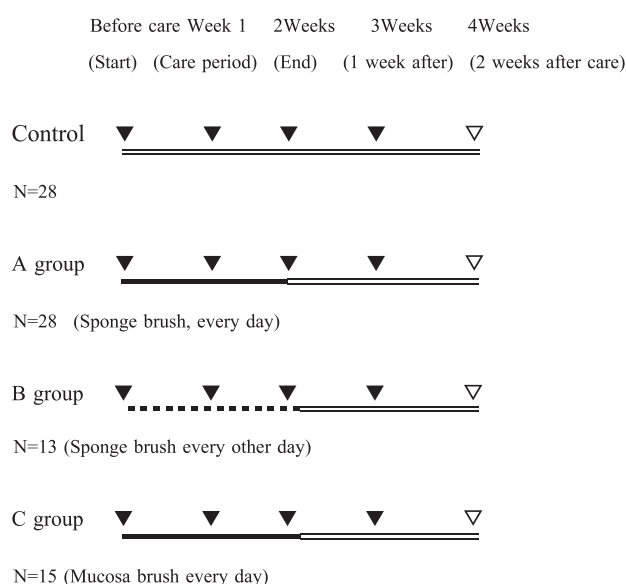 Before care Week 1 2Weeks 3Weeks 4Weeks
(Start) (Care period) (End) (1 week after) (2 weeks after care)
Control
N=28
A group
N=28 (Sponge brush, every day)
B group
N=13 (Sponge brush every other day)
C group
N=15 (Mucosa brush every day)